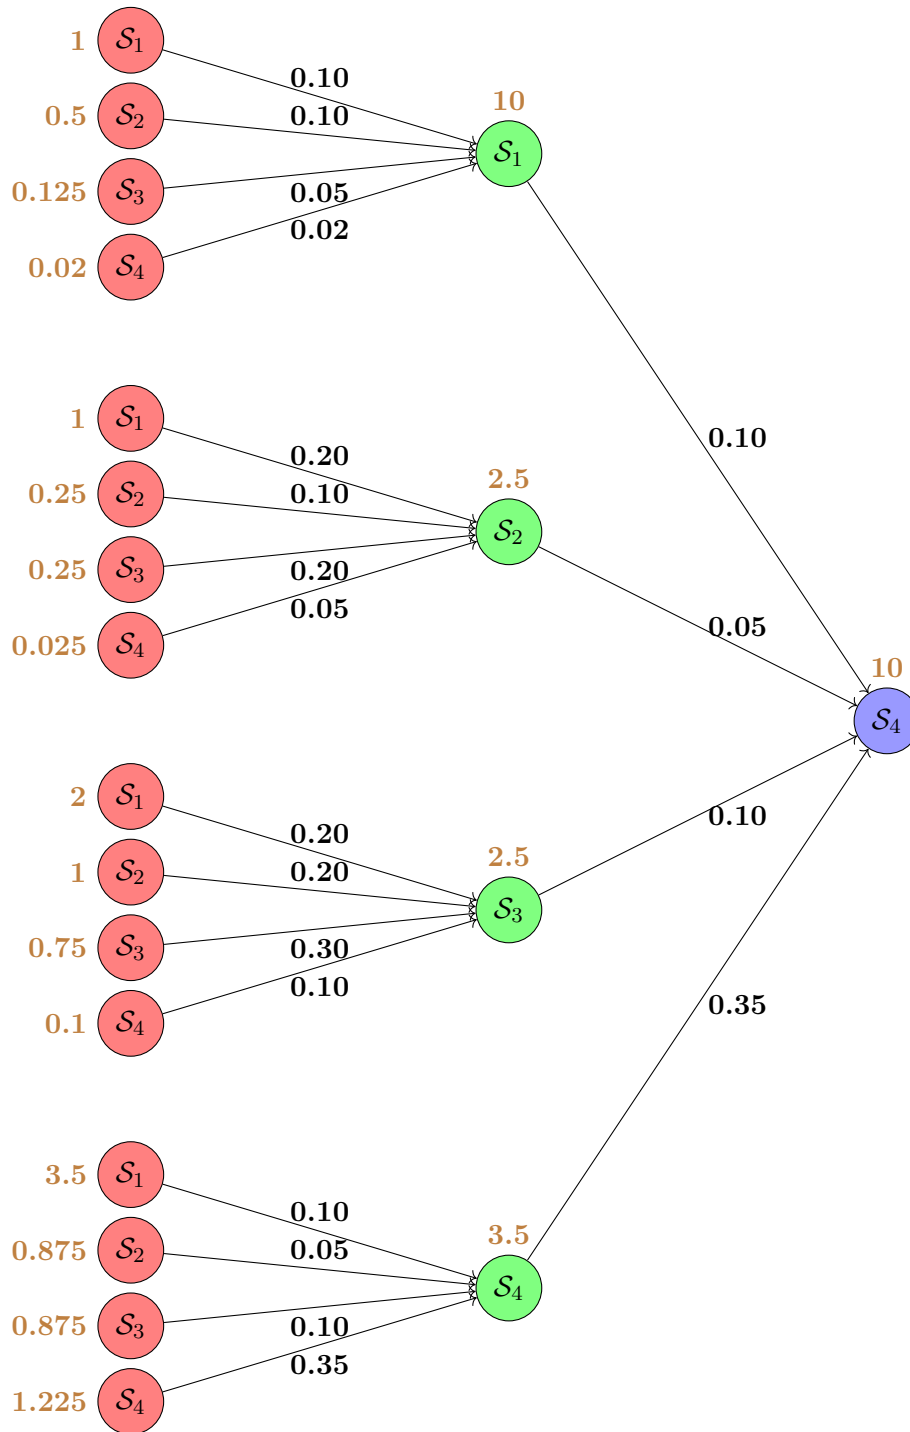 1 𝒮₁
0.10
0.5 𝒮₂
0.10
0.125 𝒮₃
0.05
0.02 𝒮₄
0.02
10
𝒮₁
0.10
1 𝒮₁
0.20
0.25 𝒮₂
0.10
0.25 𝒮₃
0.20
0.025 𝒮₄
0.05
2.5
𝒮₂
0.05
10
𝒮₄
2 𝒮₁
0.20
1 𝒮₂
0.20
0.75 𝒮₃
0.30
0.1 𝒮₄
0.10
2.5
𝒮₃
0.10
0.35
3.5 𝒮₁
0.10
0.875 𝒮₂
0.05
0.875 𝒮₃
0.10
1.225 𝒮₄
0.35
3.5
𝒮₄